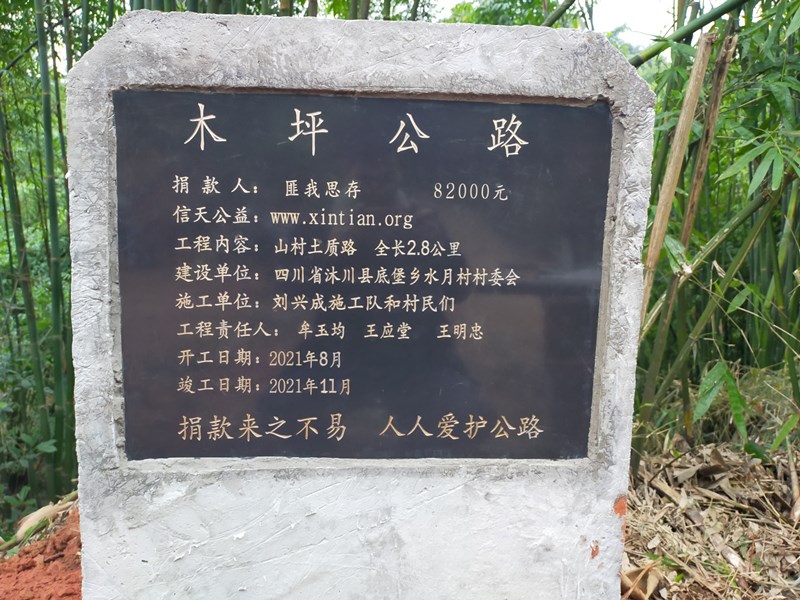 木坪公路
捐款人： 匪我思存 82000元
信天公益：www.xintian.org
工程内容：山村土质路 全长2.8公里
建设单位：四川省沐川县底堡乡水月村村委会
施工单位：刘兴成施工队和村民们
工程责任人： 牟玉均 王应堂 王明忠
开工日期：2021年8月
竣工日期：2021年11月
捐款来之不易 人人爱护公路